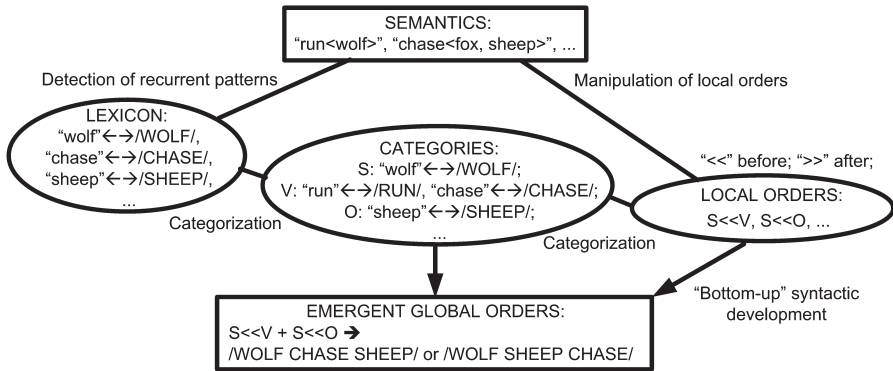 SEMANTICS:
“run<wolf>”, “chase<fox, sheep>”, ...
Detection of recurrent patterns
Manipulation of local orders
LEXICON:
“wolf”←→/WOLF/,
“chase”←→/CHASE/,
“sheep”←→/SHEEP/,
...
CATEGORIES:
S: “wolf”←→/WOLF/;
V: “run”←→/RUN/, “chase”←→/CHASE/;
O: “sheep”←→/SHEEP/;
...
“<<” before; “>>” after;
LOCAL ORDERS:
S<<V, S<<O, ...
Categorization
Categorization
“Bottom-up” syntactic
development
EMERGENT GLOBAL ORDERS:
S<<V + S<<O ➔
/WOLF CHASE SHEEP/ or /WOLF SHEEP CHASE/